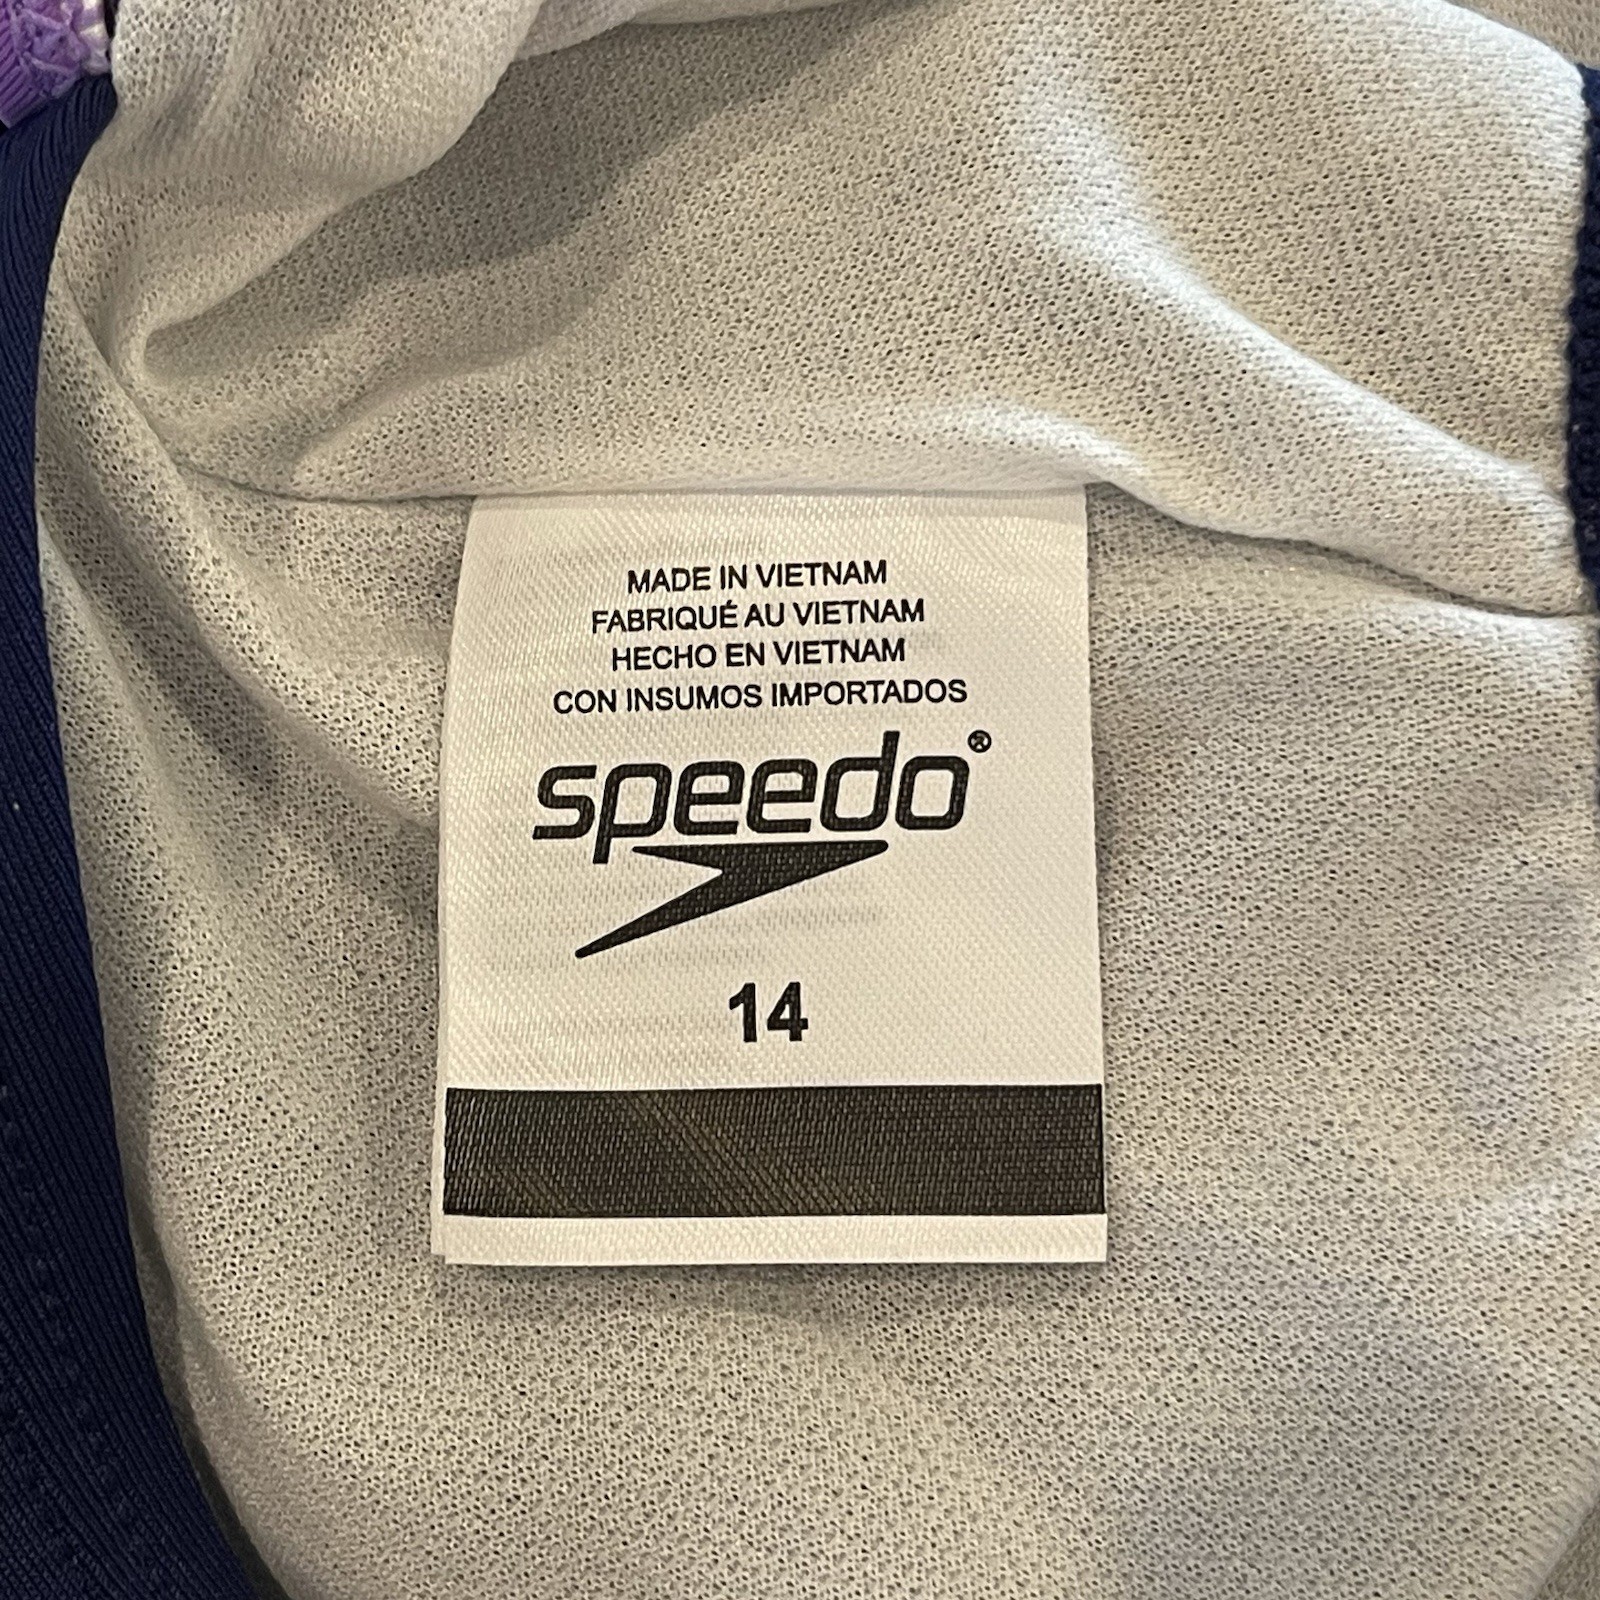 MADE IN VIETNAM
FABRIQUÉ AU VIETNAM
HECHO EN VIETNAM
CON INSUMOS IMPORTADOS
speedo®
14